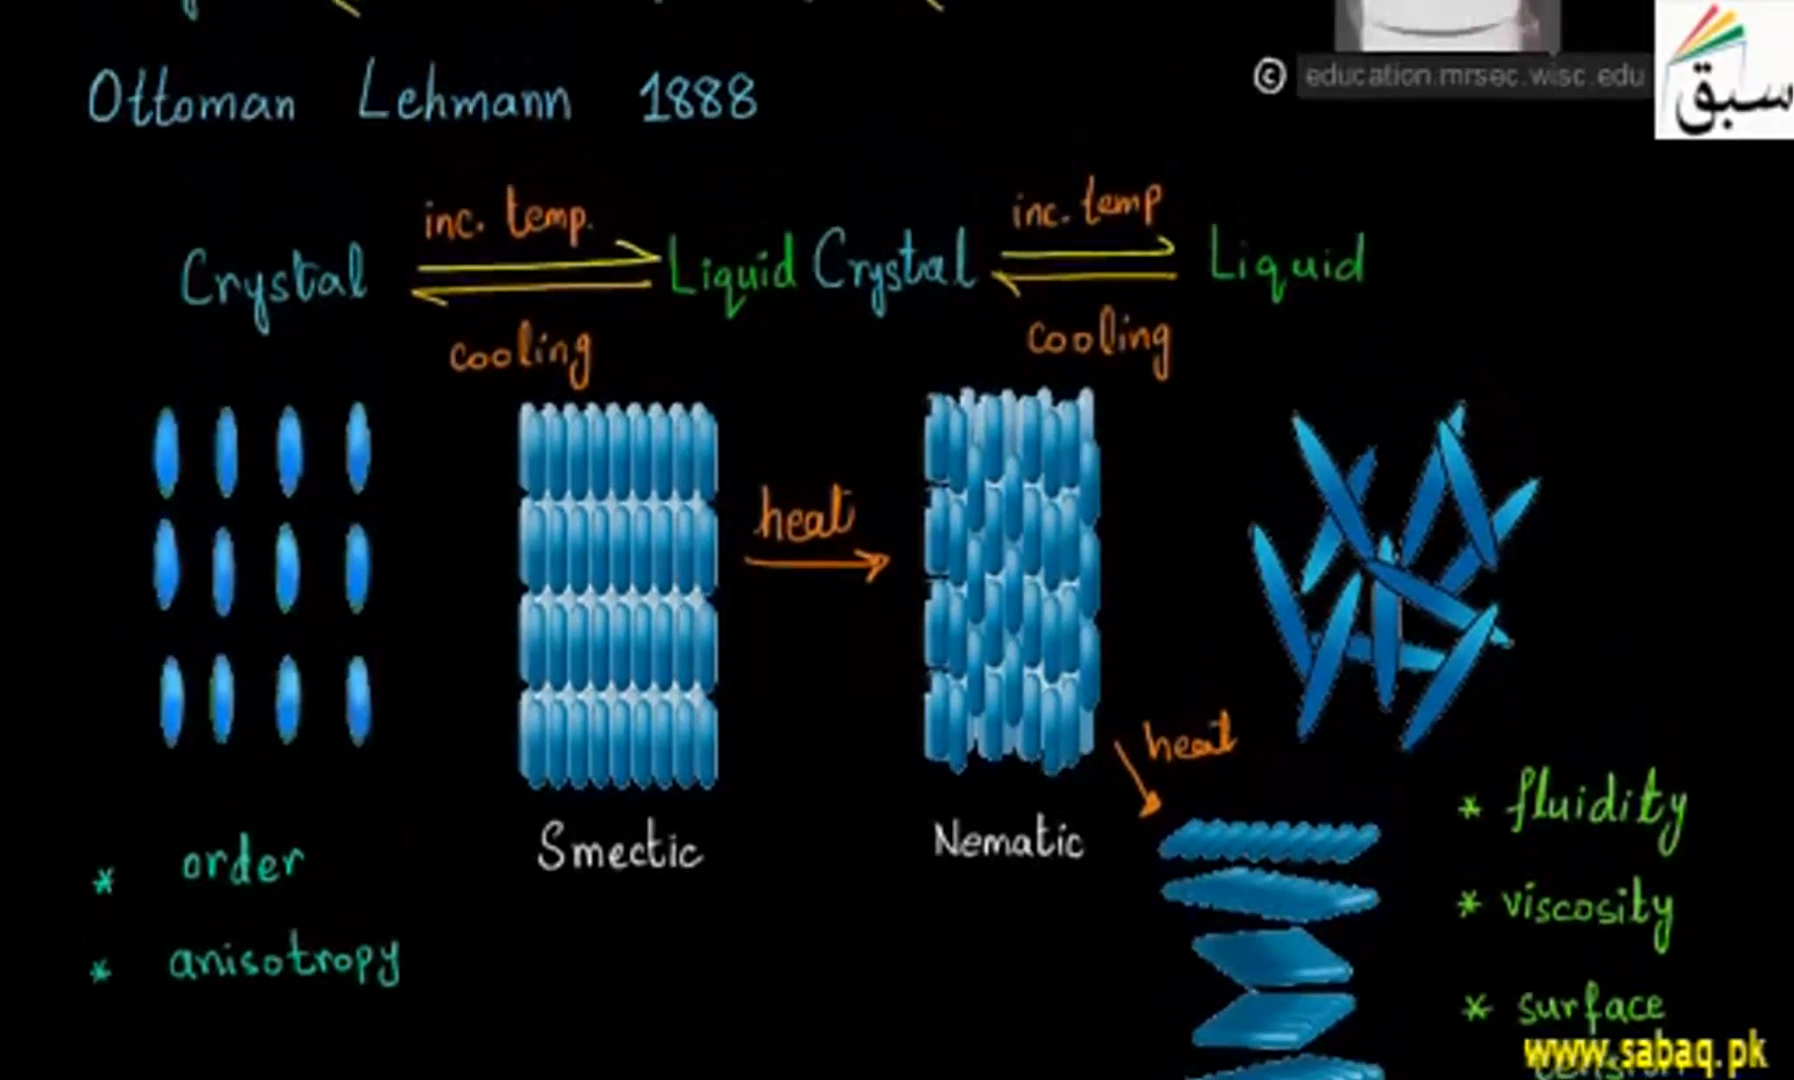 Ottoman Lehmann 1888
© education.mrsec.wisc.edu
سبق
inc. temp.
inc. temp
Crystal
Liquid Crystal
Liquid
cooling
cooling
heat
heat
Smectic
Nematic
* order
* anisotropy
* fluidity
* viscosity
* surface
www.sabaq.pk